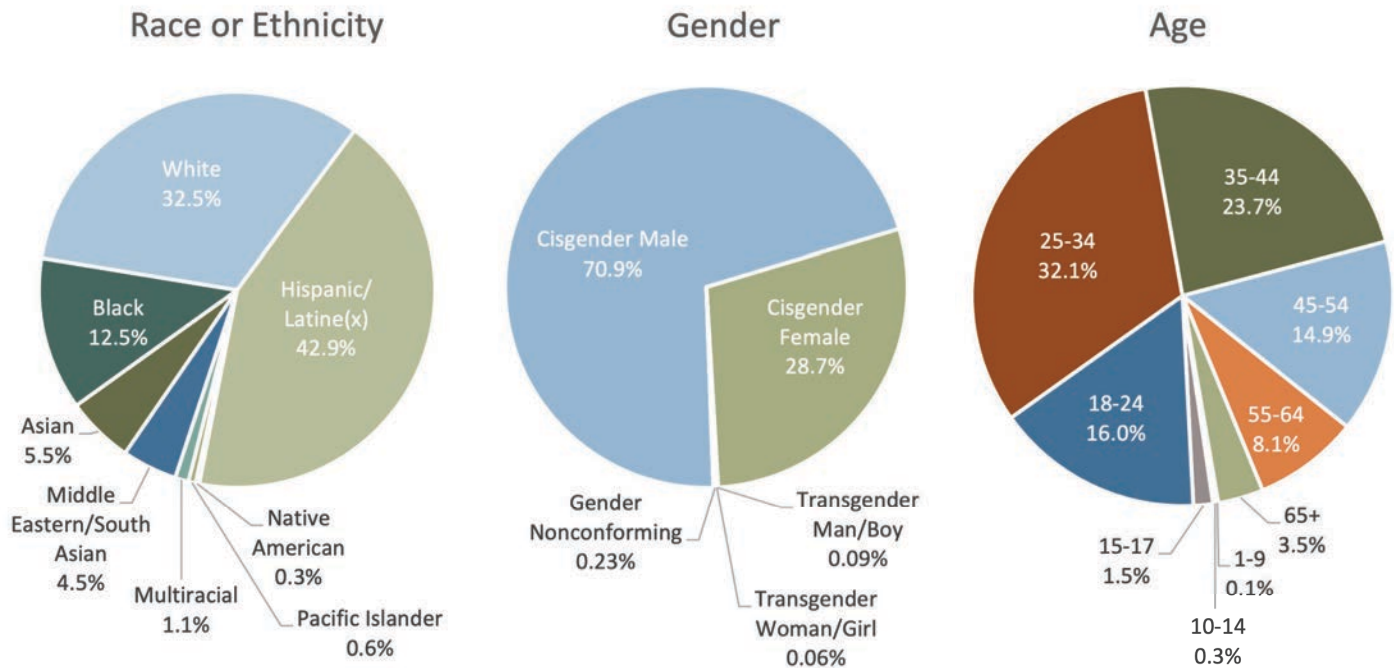 Race or Ethnicity
White
32.5%
Hispanic/
Latine(x)
42.9%
Black
12.5%
Asian
5.5%
Middle
Eastern/South
Asian
4.5%
Multiracial
1.1%
Native
American
0.3%
Pacific Islander
0.6%
Gender
Cisgender Male
70.9%
Cisgender
Female
28.7%
Gender
Nonconforming
0.23%
Transgender
Man/Boy
0.09%
Transgender
Woman/Girl
0.06%
Age
35-44
23.7%
25-34
32.1%
45-54
14.9%
18-24
16.0%
55-64
8.1%
65+
3.5%
15-17
1.5%
1-9
0.1%
10-14
0.3%